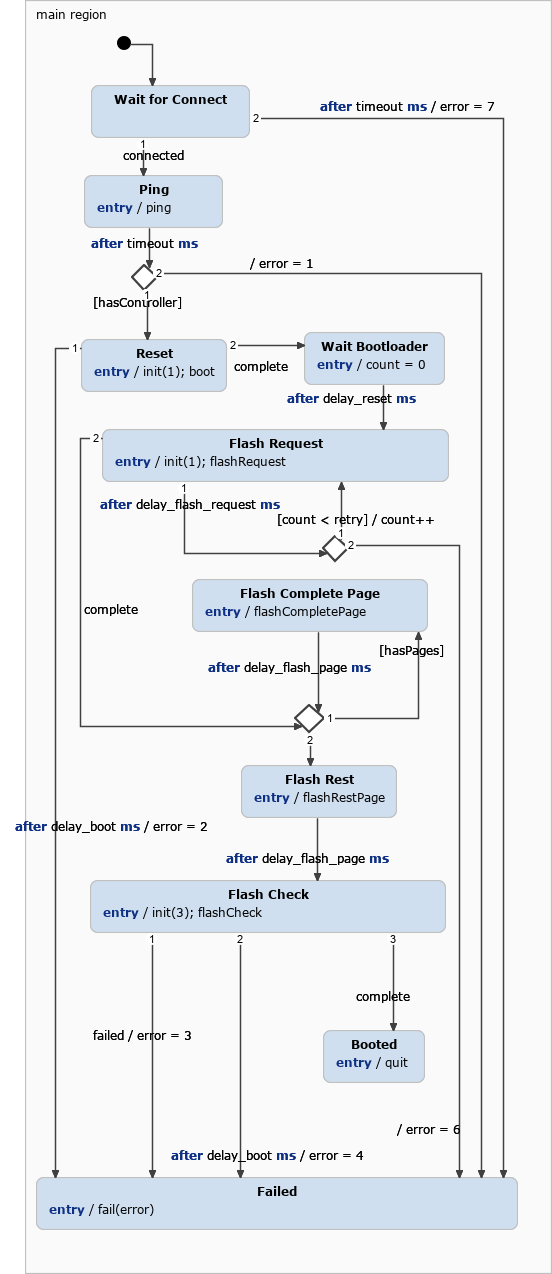 main region
Wait for Connect
2
after timeout ms / error = 7
1
connected
Ping
entry / ping
after timeout ms
2
/ error = 1
1
[hasController]
Reset
entry / init(1); boot
1
2
complete
Wait Bootloader
entry / count = 0
after delay_reset ms
2
Flash Request
entry / init(1); flashRequest
1
after delay_flash_request ms
[count < retry] / count++
1
2
Flash Complete Page
entry / flashCompletePage
complete
[hasPages]
after delay_flash_page ms
1
2
Flash Rest
entry / flashRestPage
after delay_boot ms / error = 2
after delay_flash_page ms
Flash Check
entry / init(3); flashCheck
1
2
3
complete
failed / error = 3
Booted
entry / quit
/ error = 6
after delay_boot ms / error = 4
Failed
entry / fail(error)